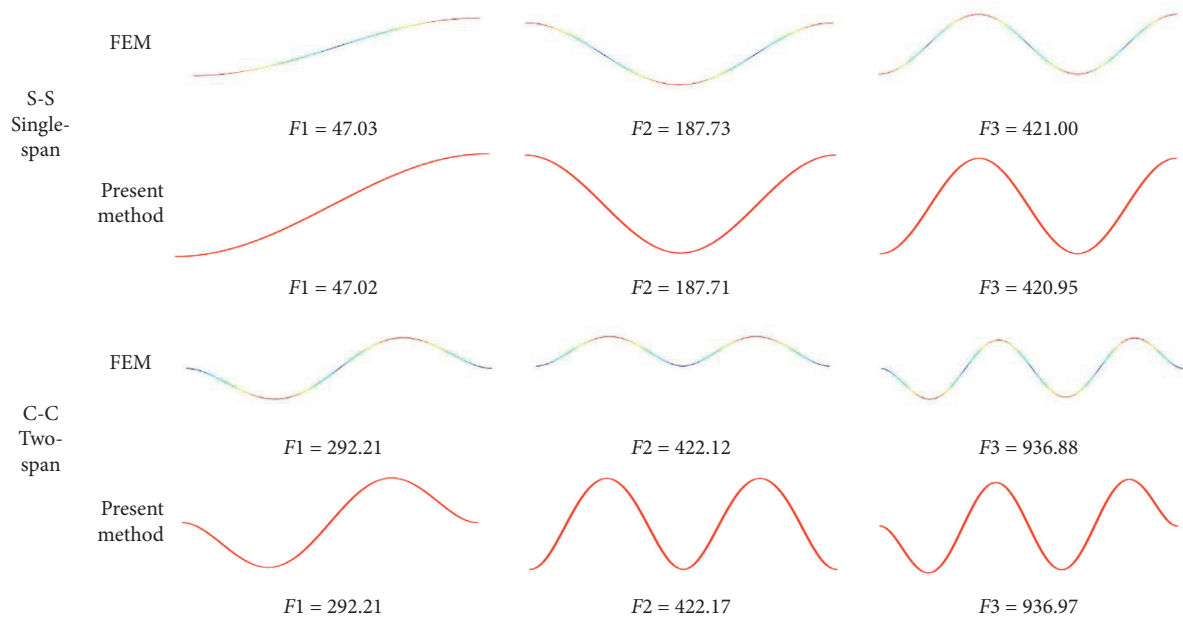 FEM
F1 = 47.03
F2 = 187.73
F3 = 421.00
S-S
Single-
span
Present
method
F1 = 47.02
F2 = 187.71
F3 = 420.95
FEM
F1 = 292.21
F2 = 422.12
F3 = 936.88
C-C
Two-
span
Present
method
F1 = 292.21
F2 = 422.17
F3 = 936.97